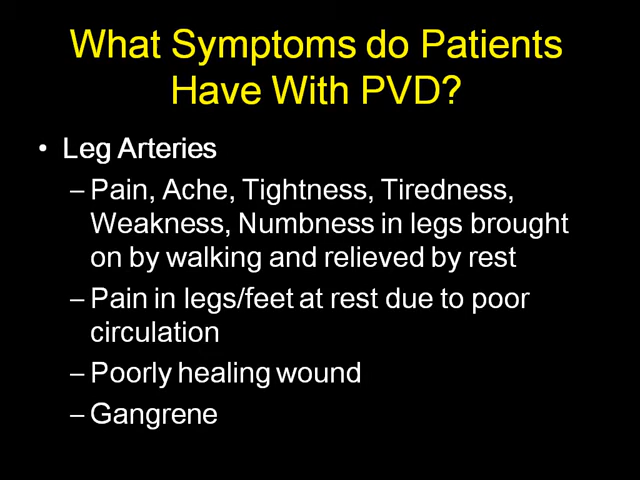 What Symptoms do Patients
Have With PVD?
• Leg Arteries
– Pain, Ache, Tightness, Tiredness,
Weakness, Numbness in legs brought
on by walking and relieved by rest
– Pain in legs/feet at rest due to poor
circulation
– Poorly healing wound
– Gangrene